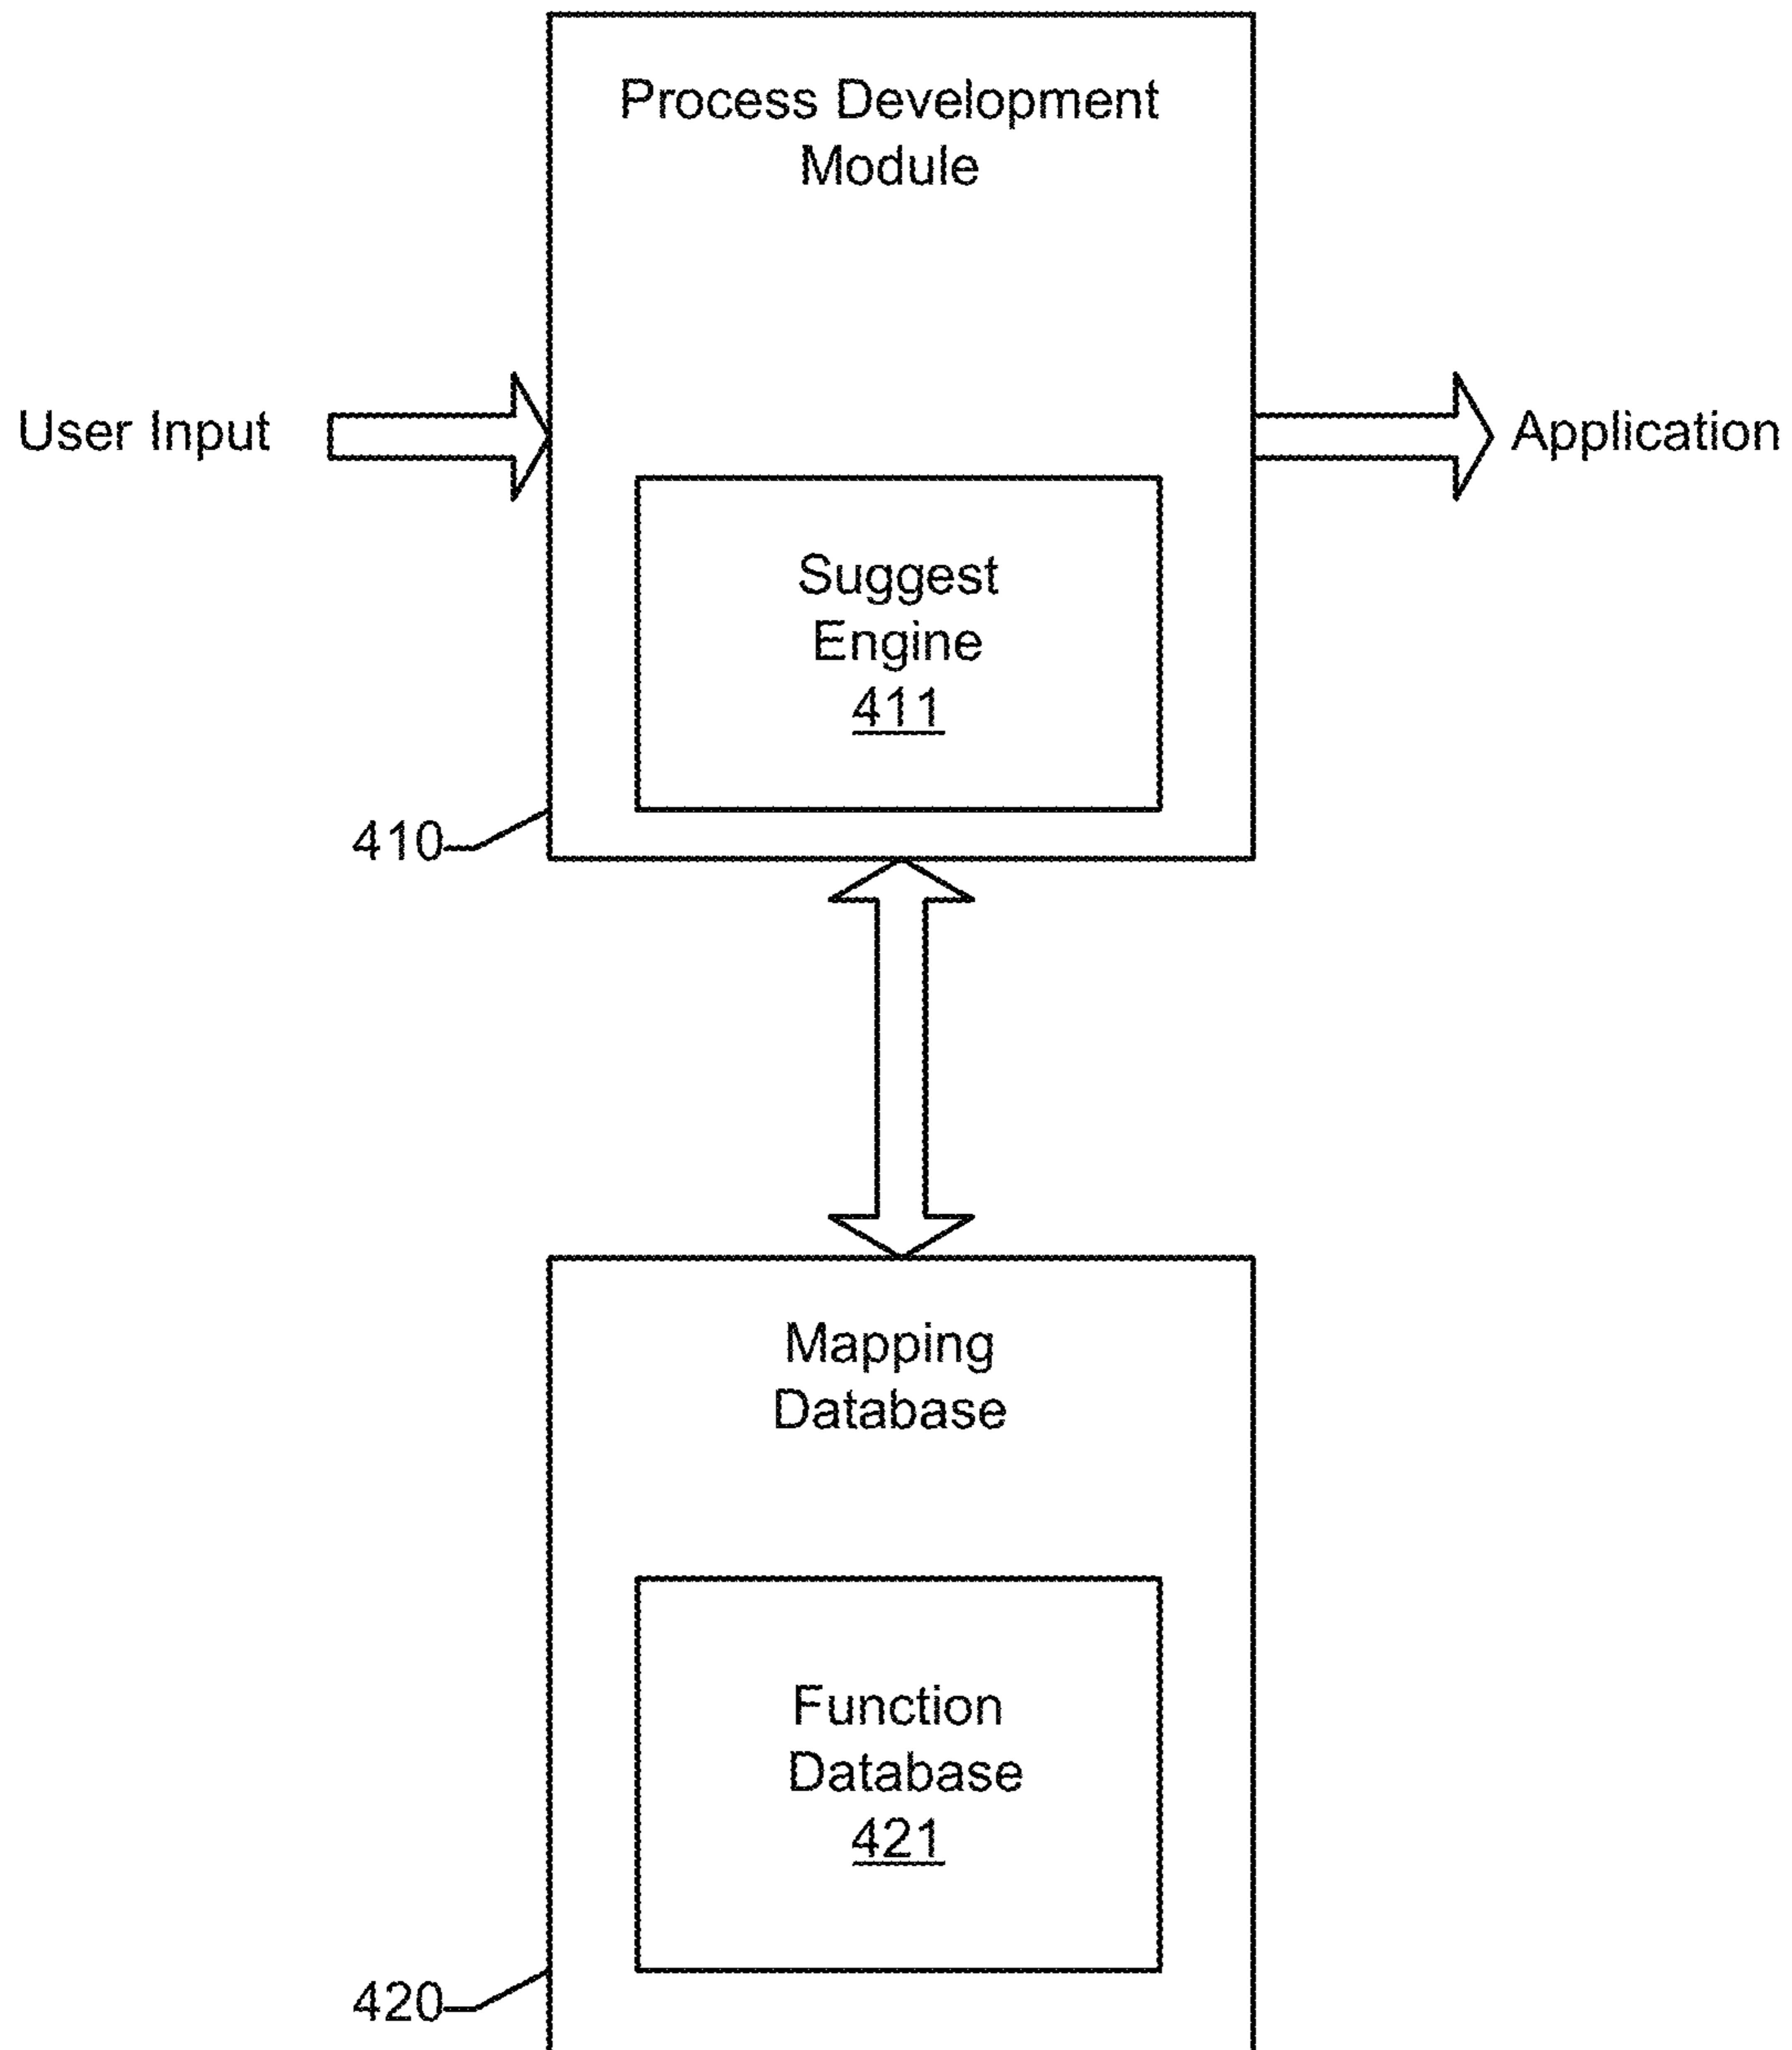 Process Development
Module
User Input
Application
Suggest
Engine
411
410
Mapping
Database
Function
Database
421
420